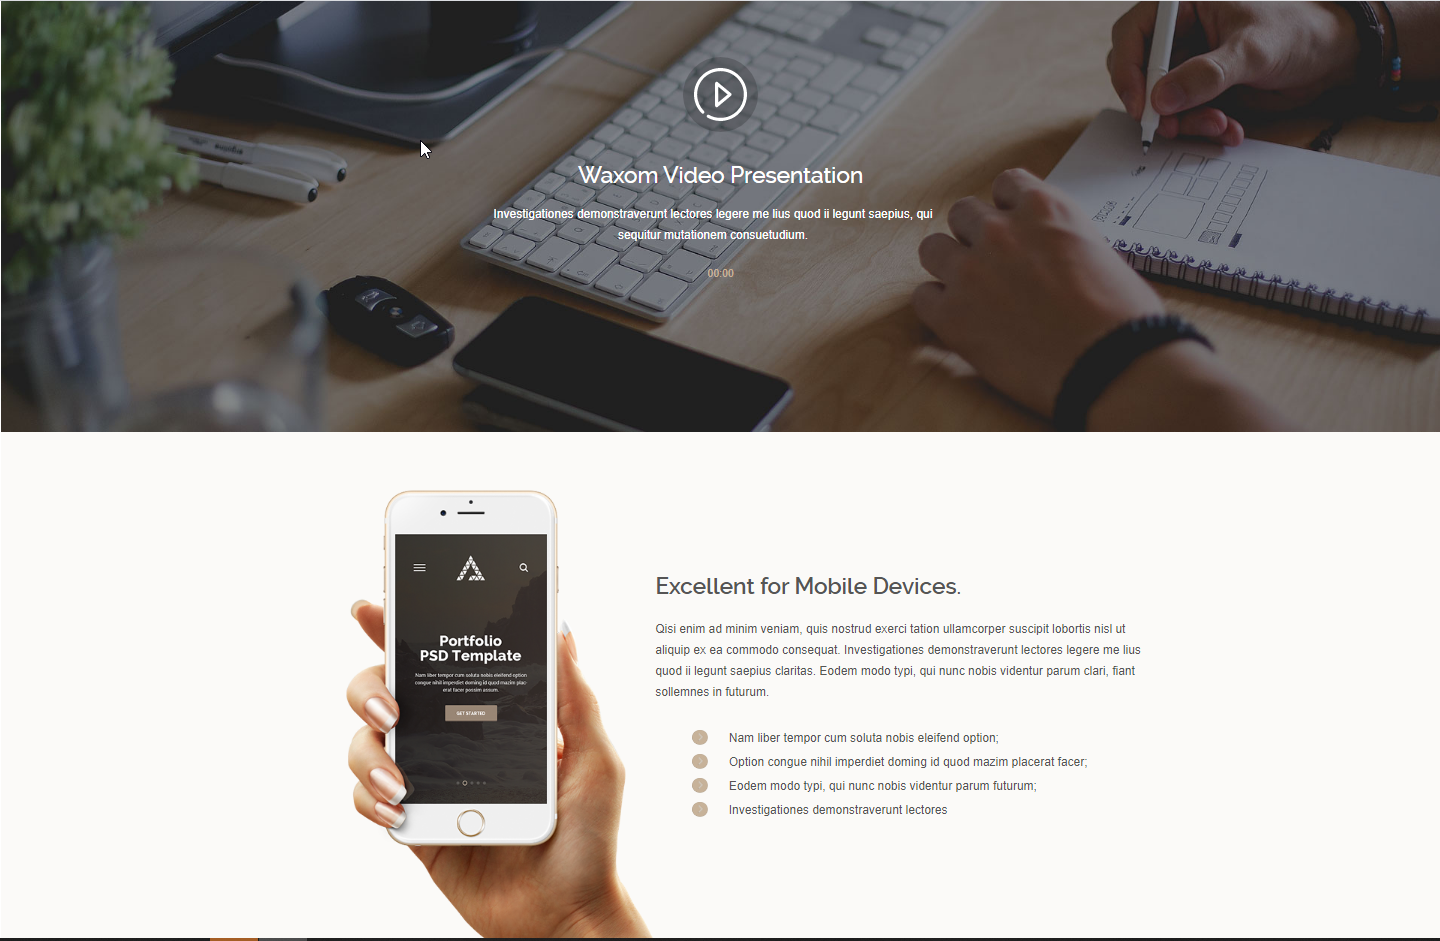 Waxom Video Presentation
Investigationes demonstraverunt lectores legere me lius quod ii legunt saepius, qui
sequitur mutationem consuetudium.
00:00
Portfolio
PSD Template
Nam liber tempor cum soluta nobis eleifend option
congue nihil imperdiet doming id quod mazim plac-
erat facer possim assum.
GET STARTED
Excellent for Mobile Devices.
Qisi enim ad minim veniam, quis nostrud exerci tation ullamcorper suscipit lobortis nisl ut
aliquip ex ea commodo consequat. Investigationes demonstraverunt lectores legere me lius
quod ii legunt saepius claritas. Eodem modo typi, qui nunc nobis videntur parum clari, fiant
sollemnes in futurum.
Nam liber tempor cum soluta nobis eleifend option;
Option congue nihil imperdiet doming id quod mazim placerat facer;
Eodem modo typi, qui nunc nobis videntur parum futurum;
Investigationes demonstraverunt lectores